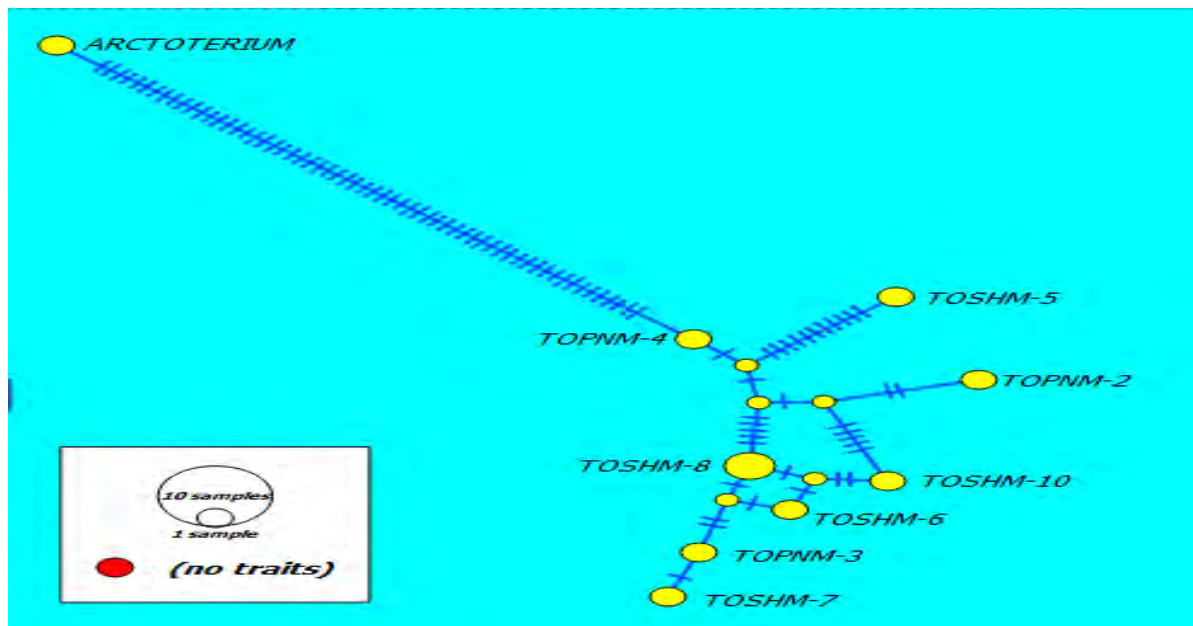 ARCTOTERIUM
TOSHM-5
TOPNM-4
TOPNM-2
TOSHM-8
TOSHM-10
10 samples
TOSHM-6
1 sample
TOPNM-3
(no traits)
TOSHM-7